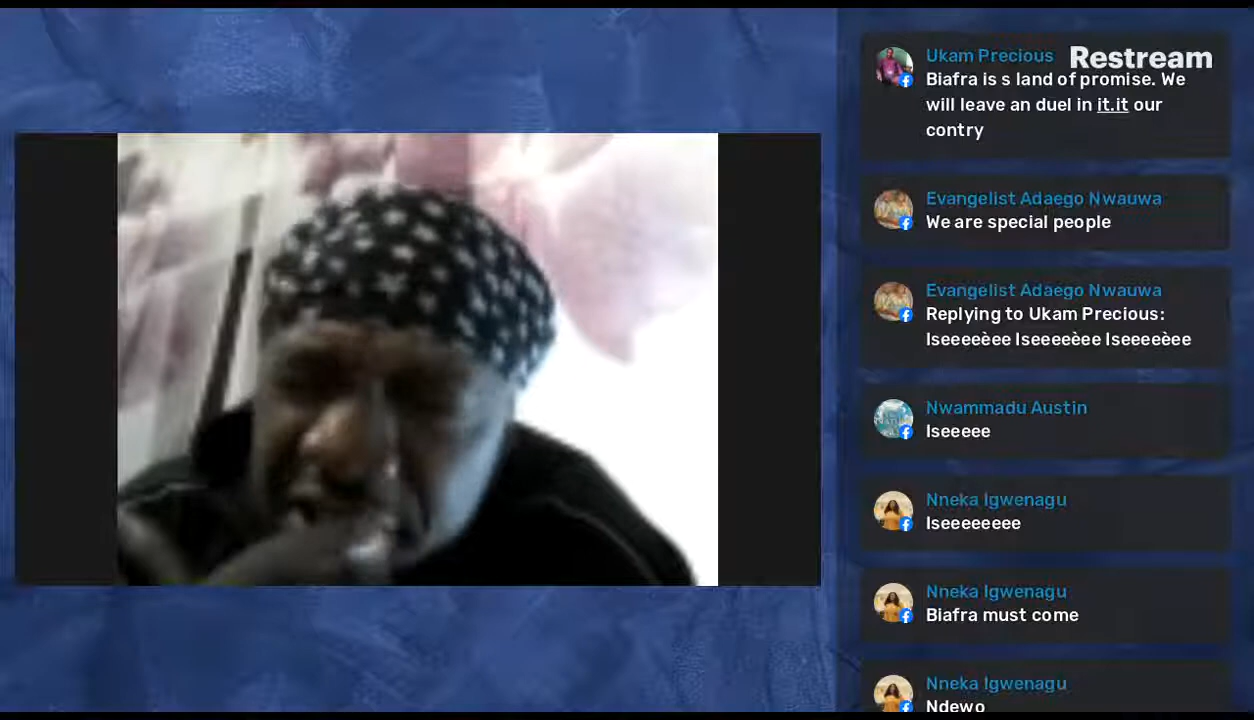 Ukam Precious
Restream
Biafra is s land of promise. We
will leave an duel in it.it our
contry
Evangelist Adaego Nwauwa
We are special people
Evangelist Adaego Nwauwa
Replying to Ukam Precious:
Iseeeeèee Iseeeeèee Iseeeeèee
Nwammadu Austin
Iseeeee
Nneka Igwenagu
Iseeeeeeee
Nneka Igwenagu
Biafra must come
Nneka Igwenagu
Ndewo